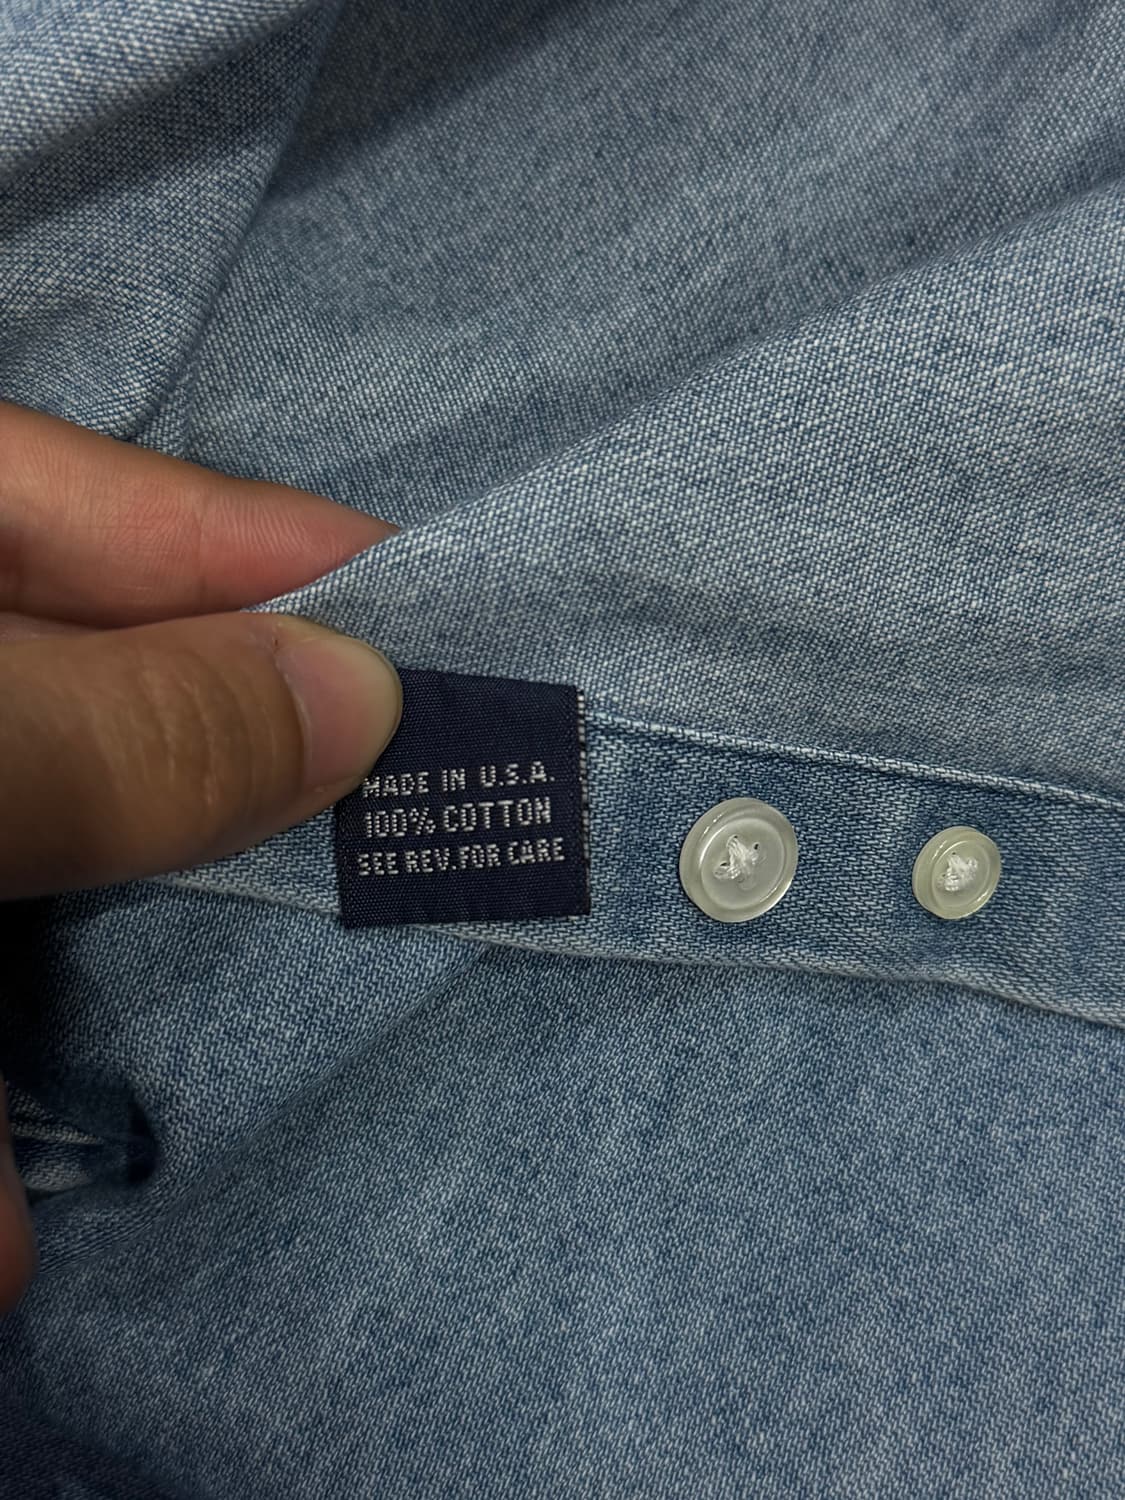 MADE IN U.S.A.
100% COTTON
SEE REV.FOR CARE